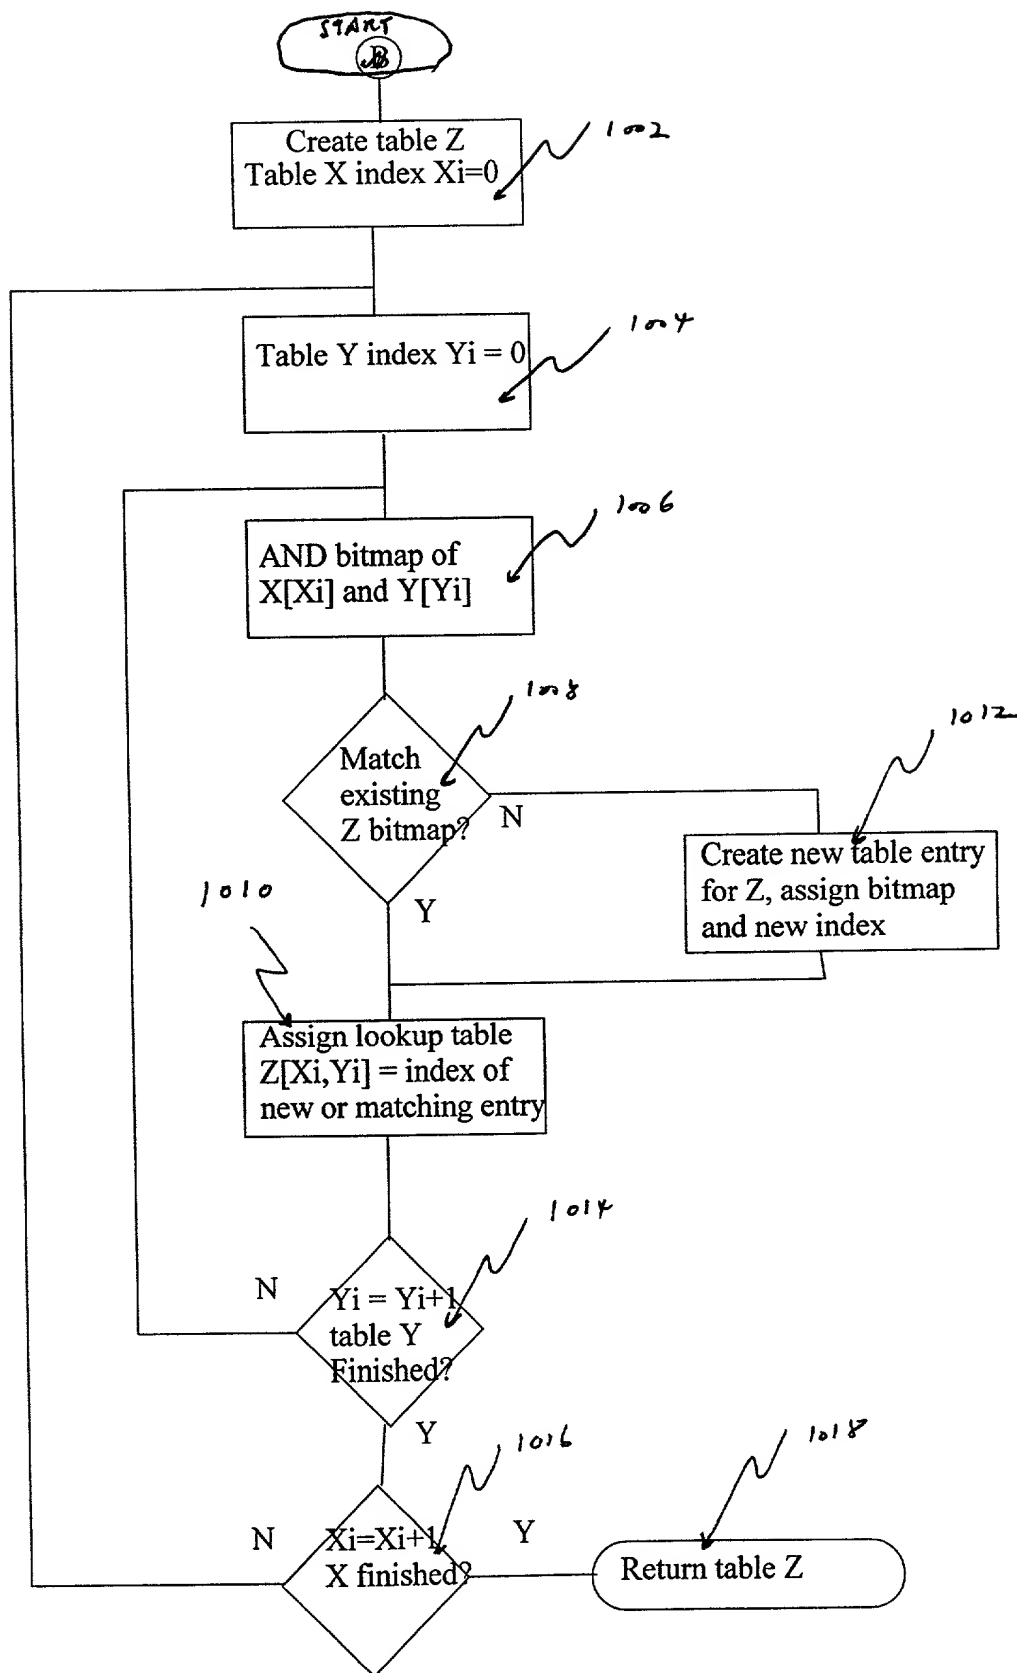 START
Create table Z
Table X index Xi=0
1002
Table Y index Yi = 0
1004
AND bitmap of
X[Xi] and Y[Yi]
1006
Match
existing
Z bitmap?
1008
N
Y
Create new table entry
for Z, assign bitmap
and new index
1012
1010
Assign lookup table
Z[Xi,Yi] = index of
new or matching entry
Yi = Yi+1
table Y
Finished?
1014
N
Y
Xi=Xi+1
X finished?
1016
N
Y
Return table Z
1018